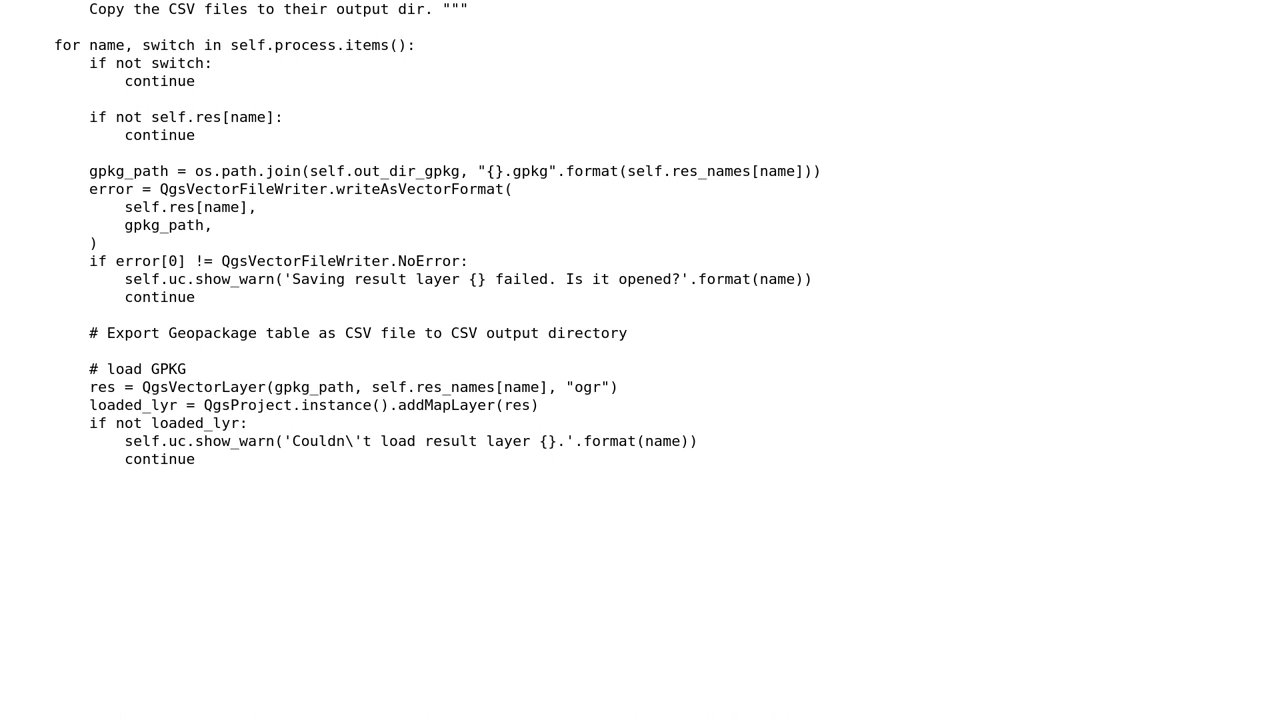 Copy the CSV files to their output dir. """
for name, switch in self.process.items():
if not switch:
continue
if not self.res[name]:
continue
gpkg_path = os.path.join(self.out_dir_gpkg, "{}.gpkg".format(self.res_names[name]))
error = QgsVectorFileWriter.writeAsVectorFormat(
self.res[name],
gpkg_path,
)
if error[0] != QgsVectorFileWriter.NoError:
self.uc.show_warn('Saving result layer {} failed. Is it opened?'.format(name))
continue
# Export Geopackage table as CSV file to CSV output directory
# load GPKG
res = QgsVectorLayer(gpkg_path, self.res_names[name], "ogr")
loaded_lyr = QgsProject.instance().addMapLayer(res)
if not loaded_lyr:
self.uc.show_warn('Couldn\'t load result layer {}.'.format(name))
continue